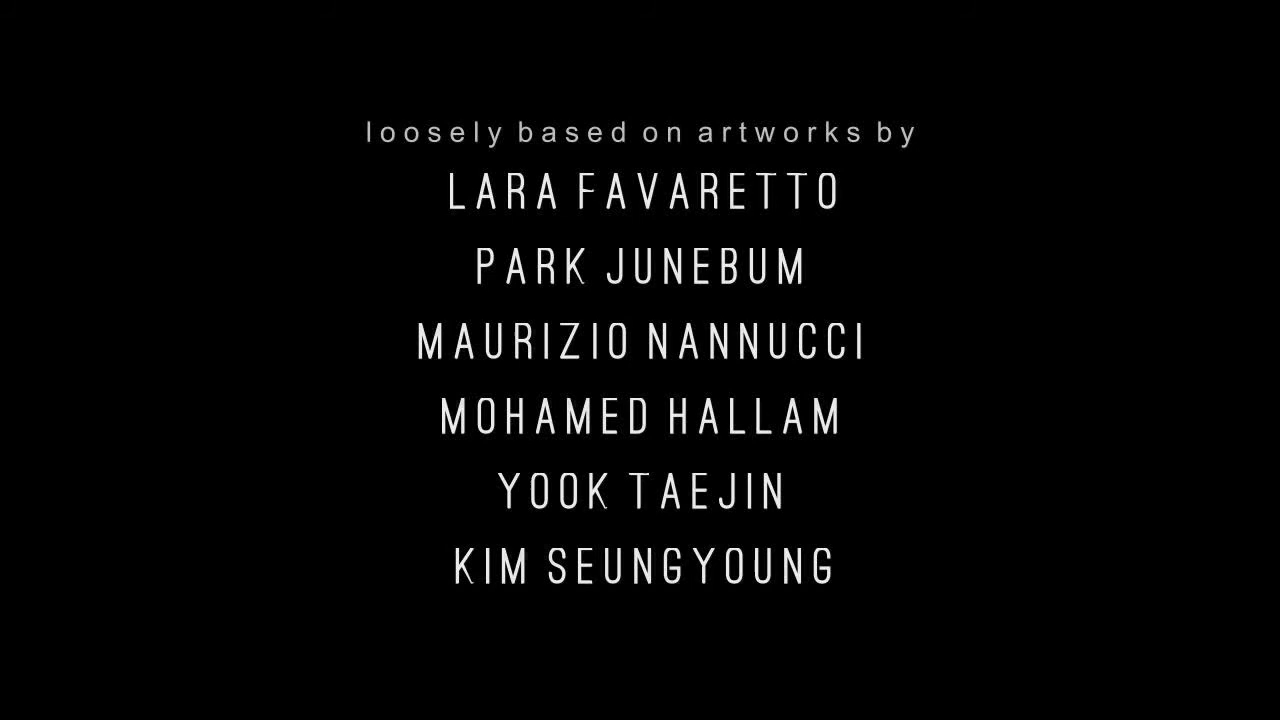 loosely based on artworks by
LARA FAVARETTO
PARK JUNEBUM
MAURIZIO NANNUCCI
MOHAMED HALLAM
YOOK TAEJIN
KIM SEUNGYOUNG